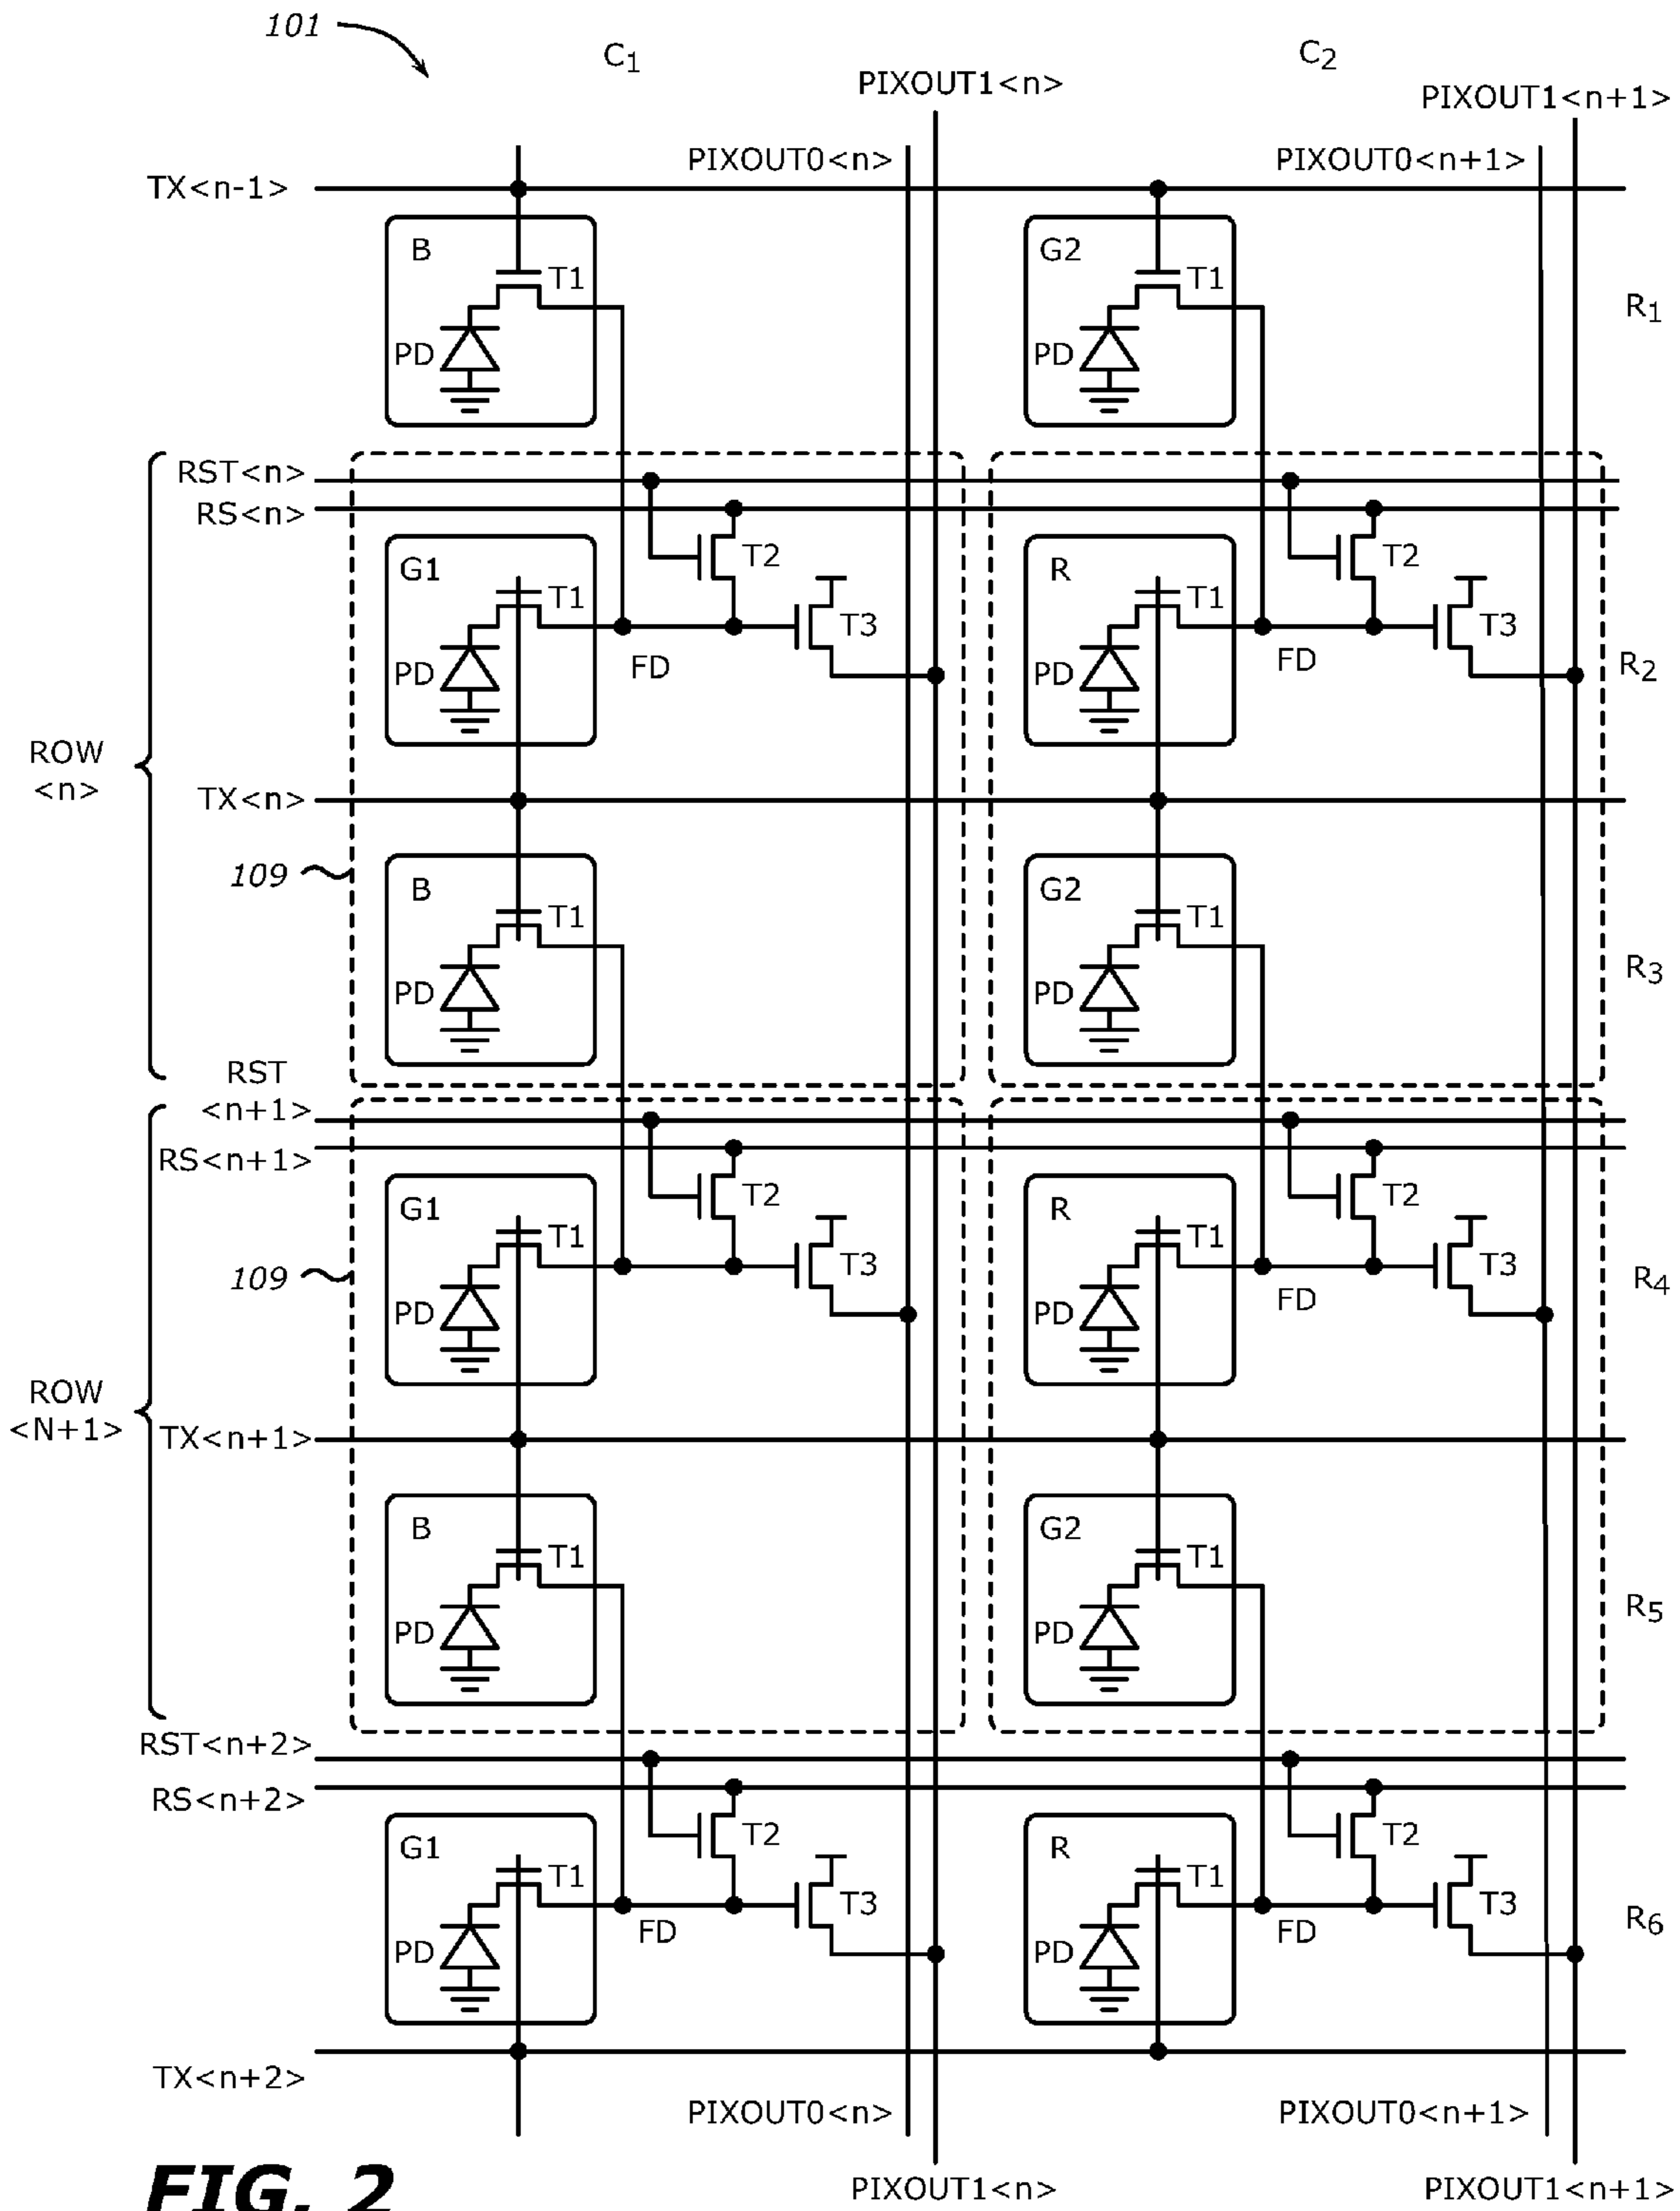 101
C1
C2
PIXOUT1<n>
PIXOUT1<n+1>
PIXOUT0<n>
PIXOUT0<n+1>
TX<n-1>
B
T1
PD
G2
T1
PD
R1
RST<n>
RS<n>
T2
T2
G1
T1
PD
FD
T3
R
T1
PD
FD
T3
R2
ROW
<n>
TX<n>
109
B
T1
PD
G2
T1
PD
R3
RST
<n+1>
RS<n+1>
T2
T2
G1
T1
PD
T3
R
T1
PD
FD
T3
R4
109
ROW
<N+1>
TX<n+1>
B
T1
PD
G2
T1
PD
R5
RST<n+2>
RS<n+2>
T2
T2
G1
T1
PD
FD
T3
R
T1
PD
FD
T3
R6
TX<n+2>
PIXOUT0<n>
PIXOUT0<n+1>
PIXOUT1<n>
PIXOUT1<n+1>
FIG. 2